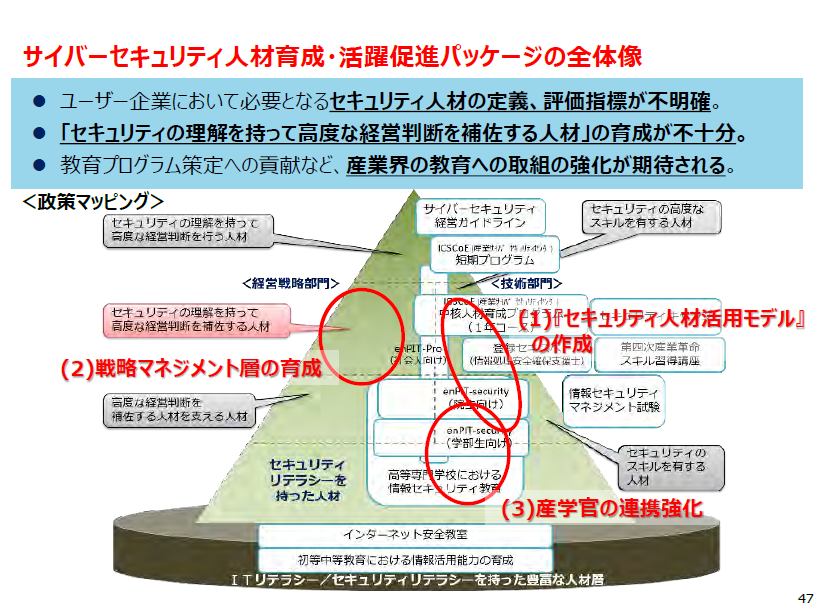 サイバーセキュリティ人材育成・活躍促進パッケージの全体像
● ユーザー企業において必要となるセキュリティ人材の定義、評価指標が不明確。
● 「セキュリティの理解を持って高度な経営判断を補佐する人材」の育成が不十分。
● 教育プログラム策定への貢献など、産業界の教育への取組の強化が期待される。
<政策マッピング>
サイバーセキュリティ
経営ガイドライン
セキュリティの理解を持って
高度な経営判断を行う人材
セキュリティの高度な
スキルを有する人材
短期プログラム
<経営戦略部門>
<技術部門>
セキュリティの理解を持って
高度な経営判断を補佐する人材
中核人材育成プログラム
(1年コース
(1)『セキュリティ人材活用モデル』
の作成
enPiT-Pro
(社会人向け)
登録セキ
(情報処理安全確保支援士)
第四次産業革命
スキル習得講座
(2)戦略マネジメント層の育成
高度な経営判断を
補佐する人材を支える人材
enPiT-security
(院生向け)
情報セキュリティ
マネジメント試験
enPiT-security
(学部生向け)
セキュリティの
スキルを有する
人材
セキュリティ
リテラシーを
持った人材
高等専門学校における
情報セキュリティ教育
(3)産学官の連携強化
インターネット安全教室
初等中等教育における情報活用能力の育成
ITリテラシー/セキュリティリテラシーを持った豊富な人材層
47